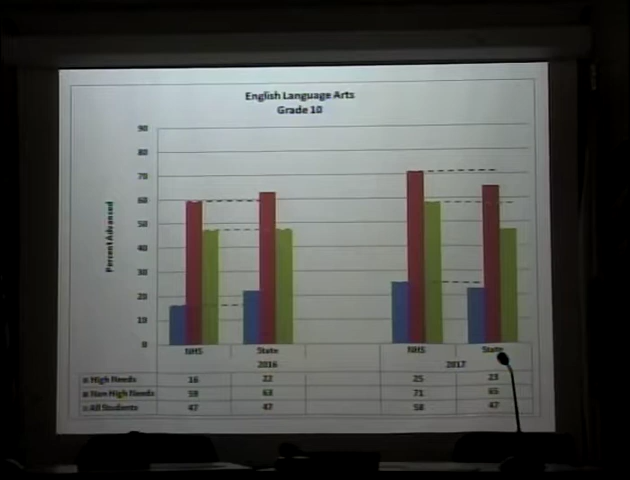 English Language Arts
Grade 10
Percent Advanced
90
80
70
60
50
40
30
20
10
0
NHS State NHS State
2016 2017
High Needs 16 22 25 23
Non High Needs 59 63 71 65
All Students 47 47 58 47